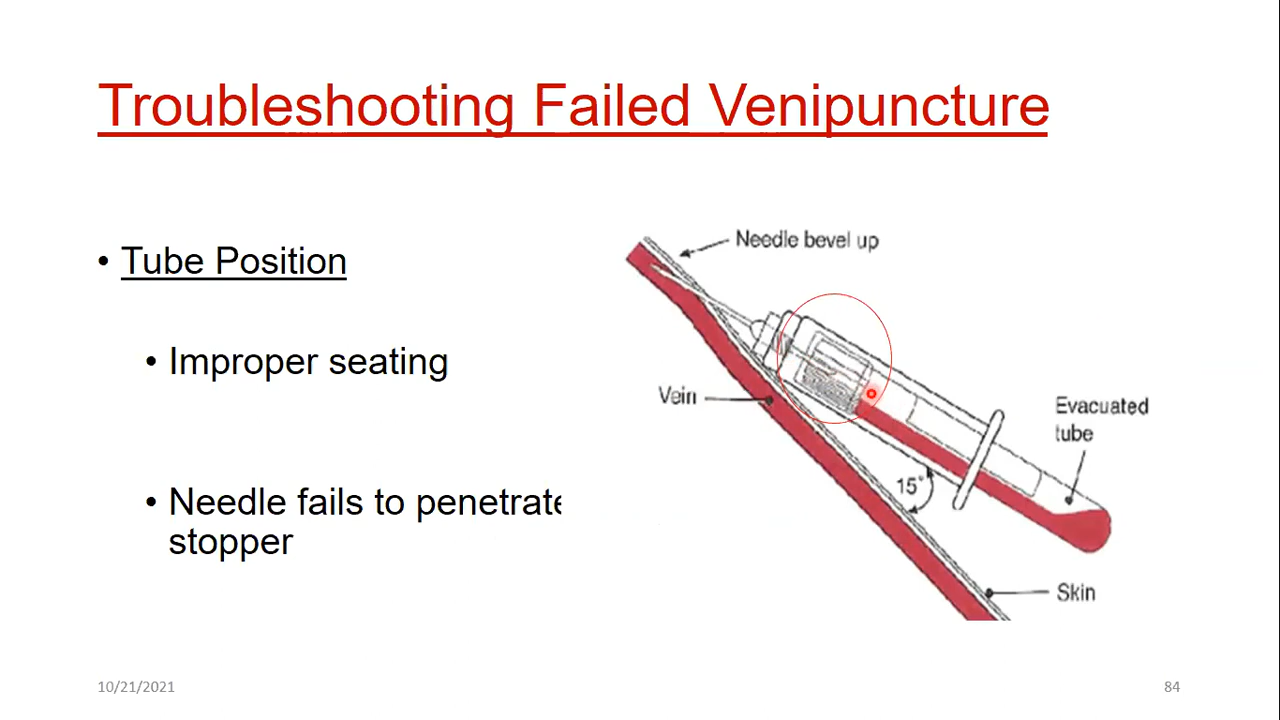 Troubleshooting Failed Venipuncture
• Tube Position
• Improper seating
• Needle fails to penetrate
stopper
Needle bevel up
Vein
Evacuated
tube
15°
Skin
10/21/2021
84